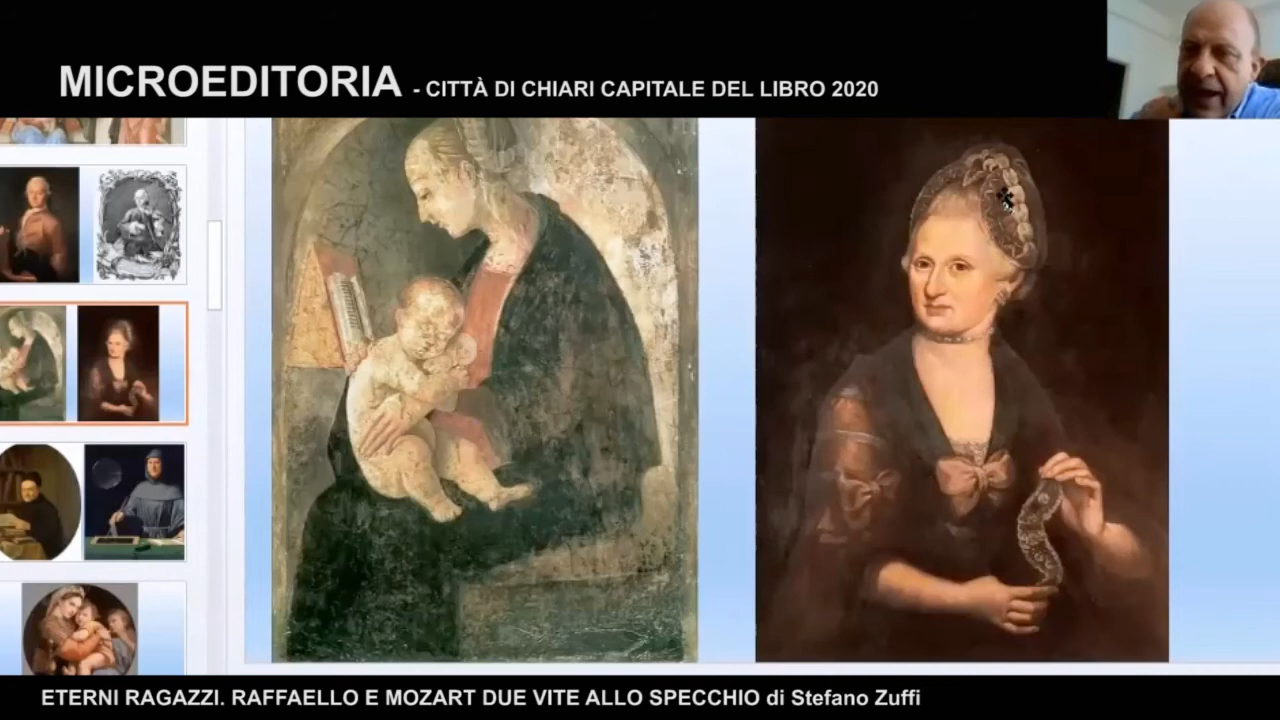 MICROEDITORIA - CITTÀ DI CHIARI CAPITALE DEL LIBRO 2020
ETERNI RAGAZZI. RAFFAELLO E MOZART DUE VITE ALLO SPECCHIO di Stefano Zuffi